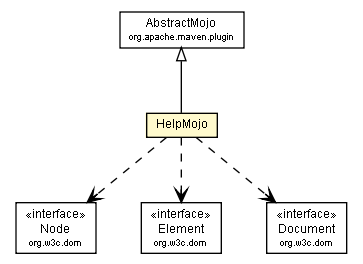 AbstractMojo
org.apache.maven.plugin
HelpMojo
«interface» «interface» «interface»
Node Element Document
org.w3c.dom org.w3c.dom org.w3c.dom